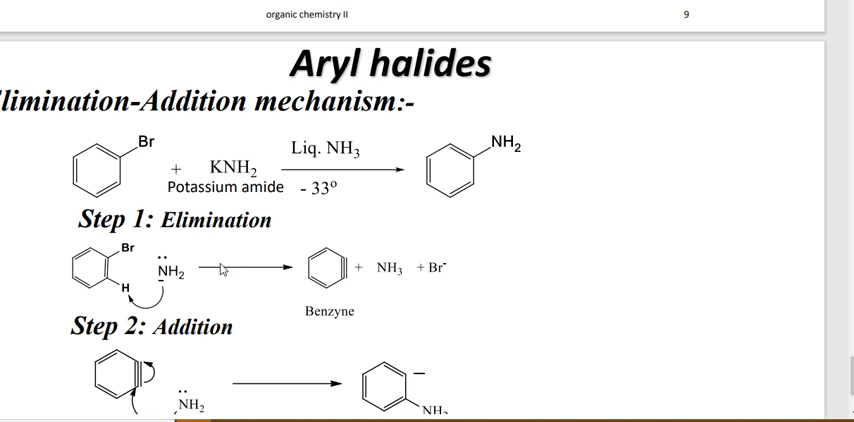 organic chemistry II 9
Aryl halides
limination-Addition mechanism:-
Br
+ KNH₂
Liq. NH₃
NH₂
Potassium amide - 33⁰
Step 1: Elimination
Br
H
NH₂
-
+ NH₃ + Br⁻
Benzyne
Step 2: Addition
NH₂